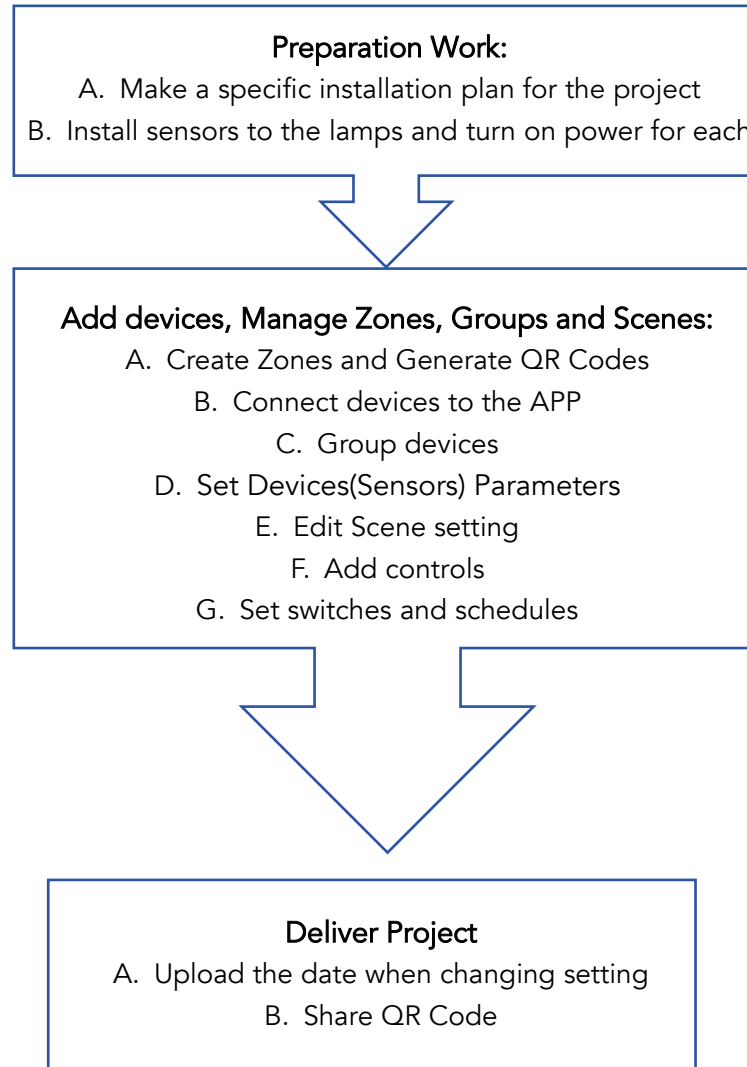 Preparation Work:
A. Make a specific installation plan for the project
B. Install sensors to the lamps and turn on power for each
Add devices, Manage Zones, Groups and Scenes:
A. Create Zones and Generate QR Codes
B. Connect devices to the APP
C. Group devices
D. Set Devices(Sensors) Parameters
E. Edit Scene setting
F. Add controls
G. Set switches and schedules
Deliver Project
A. Upload the date when changing setting
B. Share QR Code